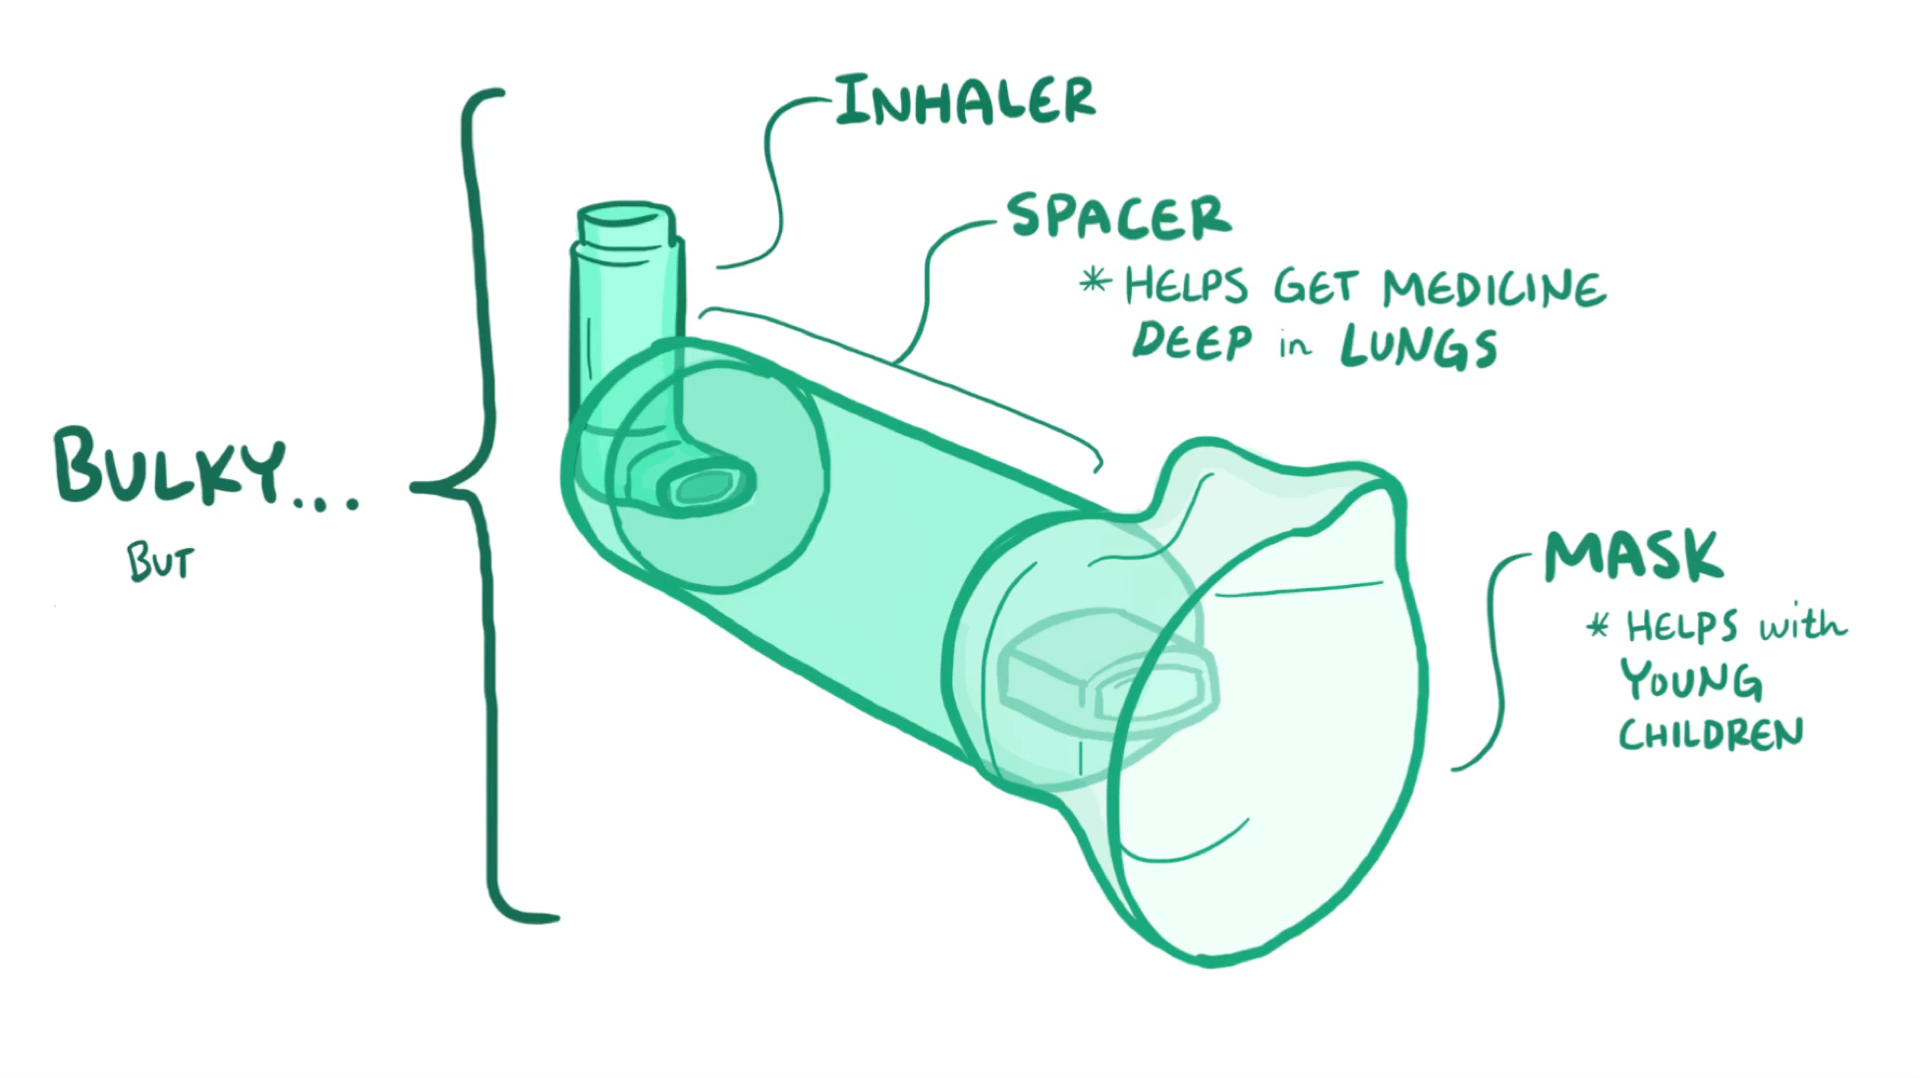 INHALER
SPACER
* HELPS GET MEDICINE
DEEP in LUNGS
BULKY...
BUT
MASK
* HELPS with
YOUNG
CHILDREN